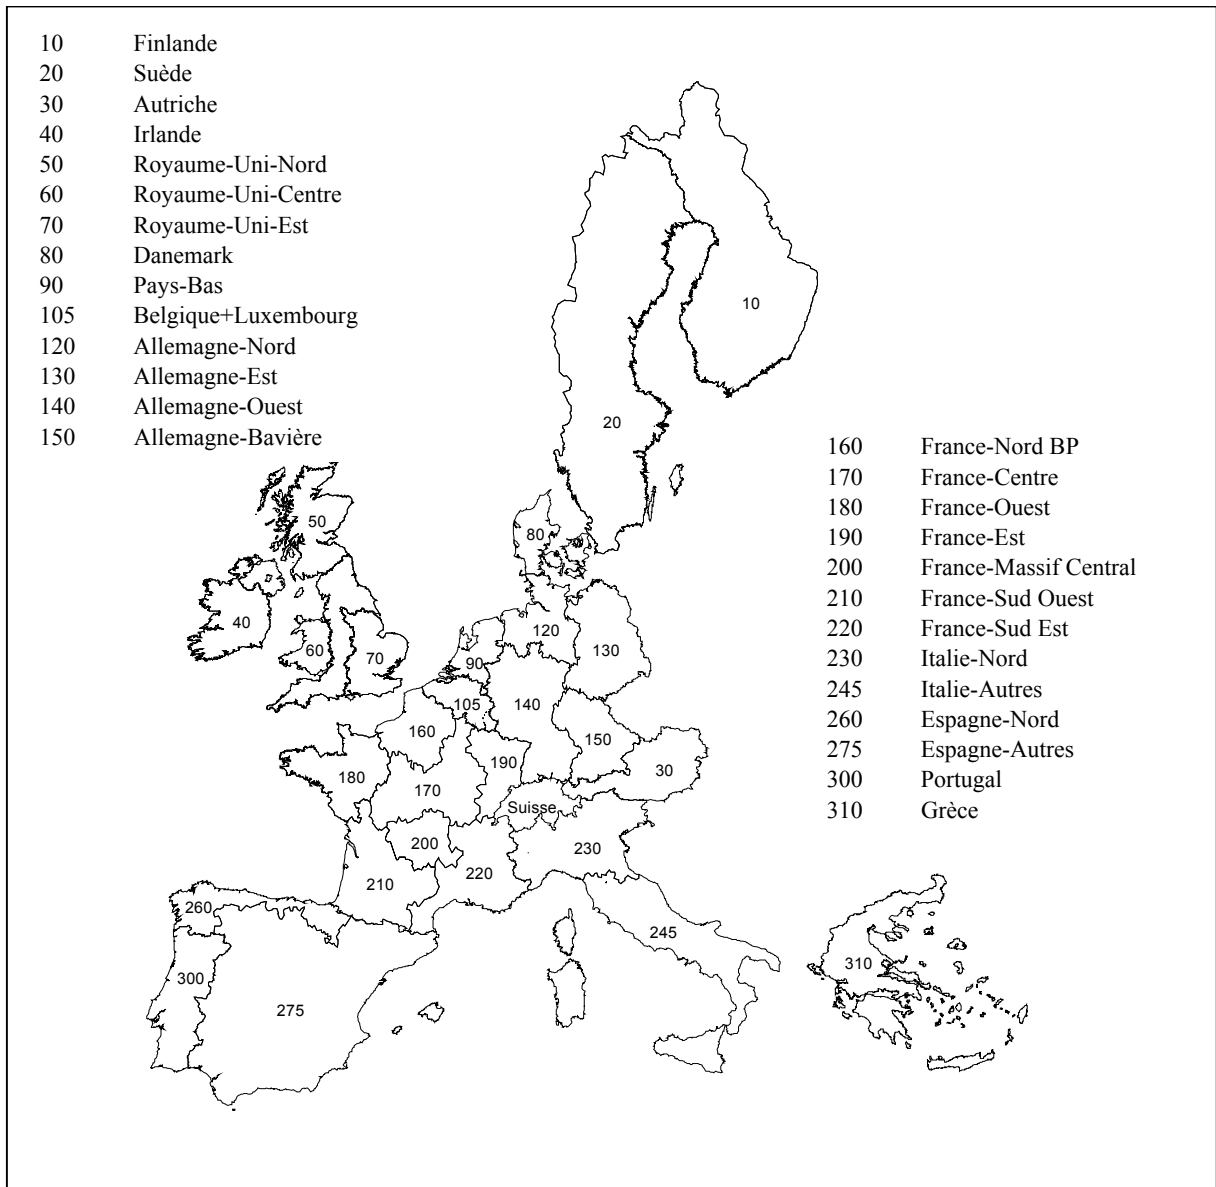 10 Finlande
20 Suède
30 Autriche
40 Irlande
50 Royaume-Uni-Nord
60 Royaume-Uni-Centre
70 Royaume-Uni-Est
80 Danemark
90 Pays-Bas
105 Belgique+Luxembourg
120 Allemagne-Nord
130 Allemagne-Est
140 Allemagne-Ouest
150 Allemagne-Bavière
160 France-Nord BP
170 France-Centre
180 France-Ouest
190 France-Est
200 France-Massif Central
210 France-Sud Ouest
220 France-Sud Est
230 Italie-Nord
245 Italie-Autres
260 Espagne-Nord
275 Espagne-Autres
300 Portugal
310 Grèce
10
20
50
80
40
120
60
130
70
90
105
140
160
150
190
30
180
170
Suisse
200
230
220
210
260
245
310
300
275